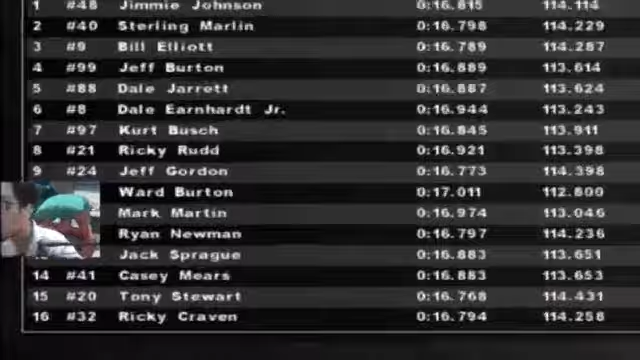 1 #48 Jimmie Johnson 0:16.815 114.114
2 #40 Sterling Marlin 0:16.798 114.229
3 #9 Bill Elliott 0:16.789 114.287
4 #99 Jeff Burton 0:16.889 113.614
5 #88 Dale Jarrett 0:16.887 113.624
6 #8 Dale Earnhardt Jr. 0:16.944 113.243
7 #97 Kurt Busch 0:16.845 113.911
8 #21 Ricky Rudd 0:16.921 113.398
9 #24 Jeff Gordon 0:16.773 114.398
Ward Burton 0:17.011 112.800
Mark Martin 0:16.974 113.046
Ryan Newman 0:16.797 114.236
Jack Sprague 0:16.883 113.651
14 #41 Casey Mears 0:16.883 113.653
15 #20 Tony Stewart 0:16.768 114.431
16 #32 Ricky Craven 0:16.794 114.258